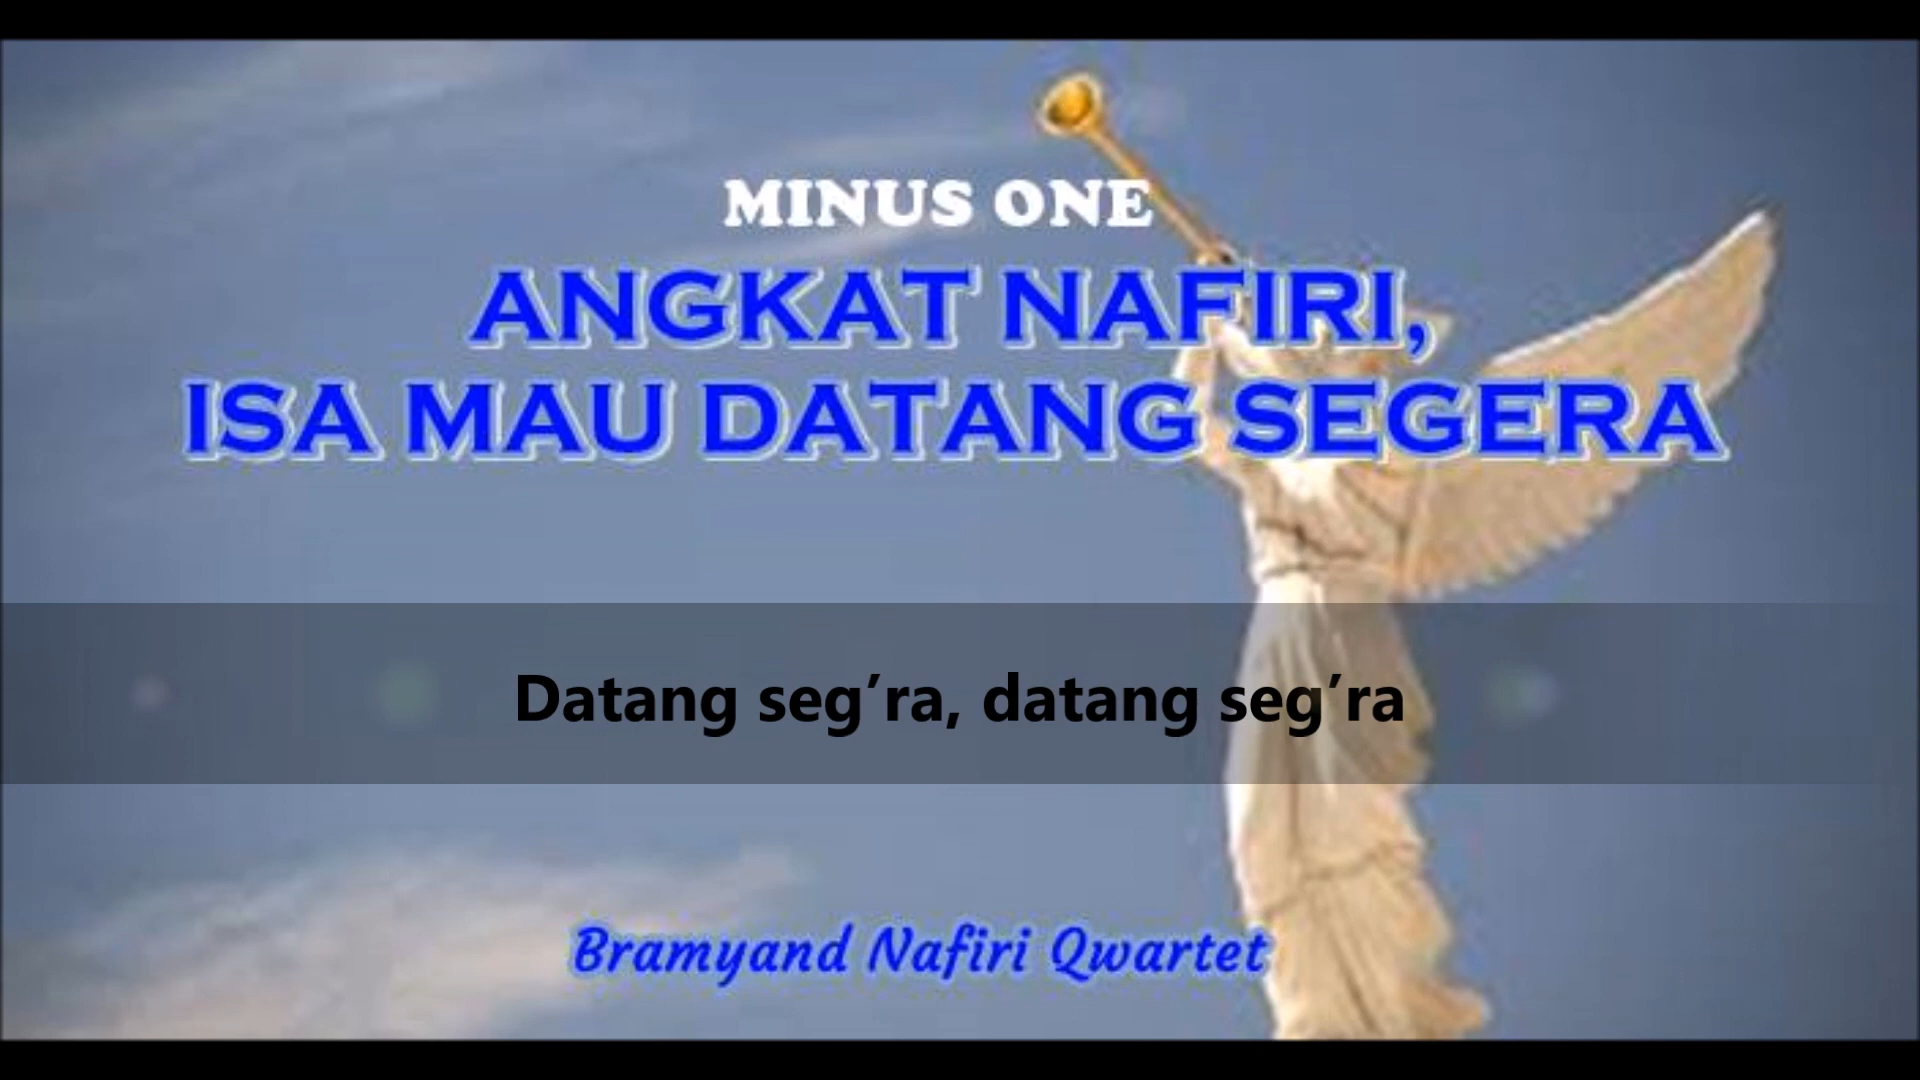 MINUS ONE
ANGKAT NAFIRI,
ISA MAU DATANG SEGERA
Datang seg’ra, datang seg’ra
Bramyand Nafiri Qwartet